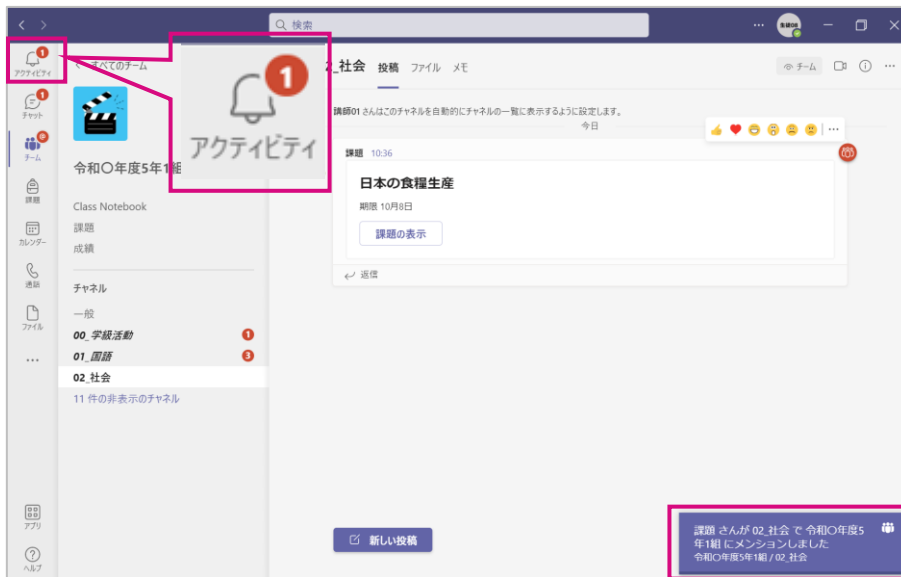 検索
生徒08
1
アクティビティ
1
チャット
@
チーム
課題
カレンダー
通話
ファイル
アプリ
ヘルプ
すべてのチーム
令和〇年度5年1組
Class Notebook
課題
成績
チャネル
一般
00_学級活動 1
01_国語 3
02_社会
11 件の非表示のチャネル
1
アクティビティ
2_社会 投稿 ファイル メモ
チーム
講師01 さんはこのチャネルを自動的にチャネルの一覧に表示するように設定します。
今日
課題 10:36
日本の食糧生産
期限 10月8日
課題の表示
返信
新しい投稿
課題 さんが 02_社会 で 令和〇年度5
年1組 にメンションしました
令和〇年度5年1組 / 02_社会